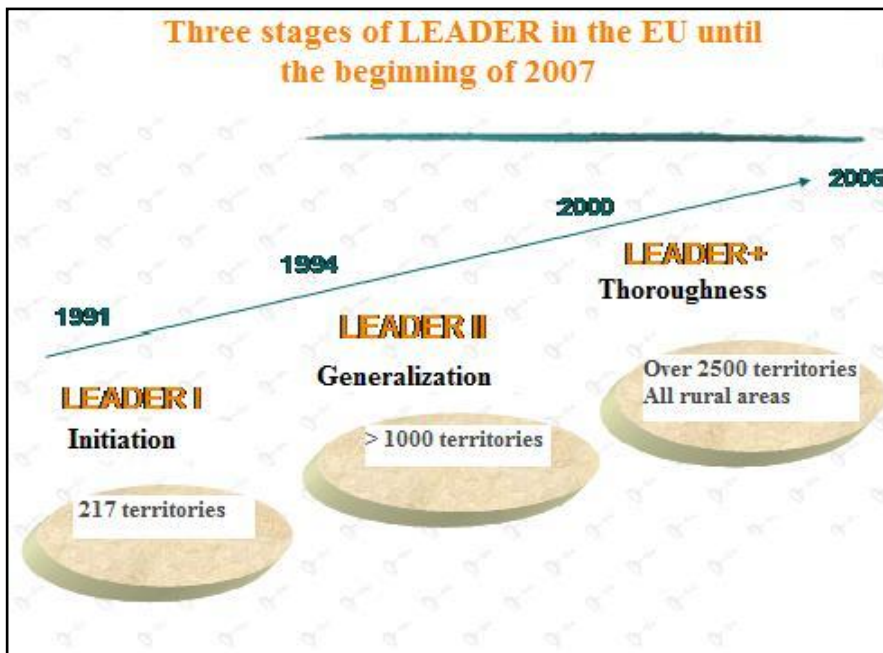 Three stages of LEADER in the EU until
the beginning of 2007
2006
2000
LEADER+
1994
Thoroughness
1991
LEADER II
Over 2500 territories
All rural areas
Generalization
LEADER I
> 1000 territories
Initiation
217 territories